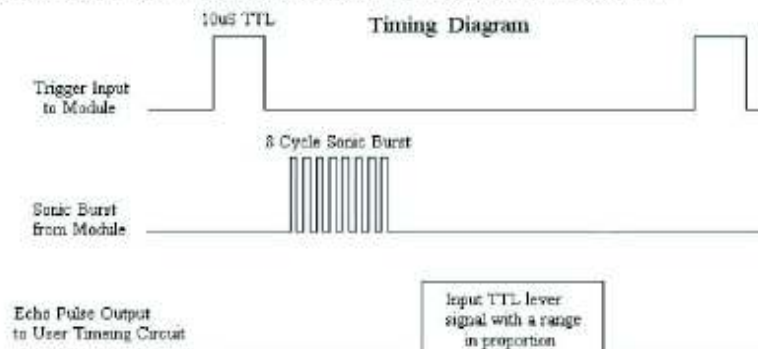 10uS TTL
Timing Diagram
Trigger Input
to Module
8 Cycle Sonic Burst
Sonic Burst
from Module
Echo Pulse Output
to User Timeing Circuit
Input TTL lever
signal with a range
in proportion